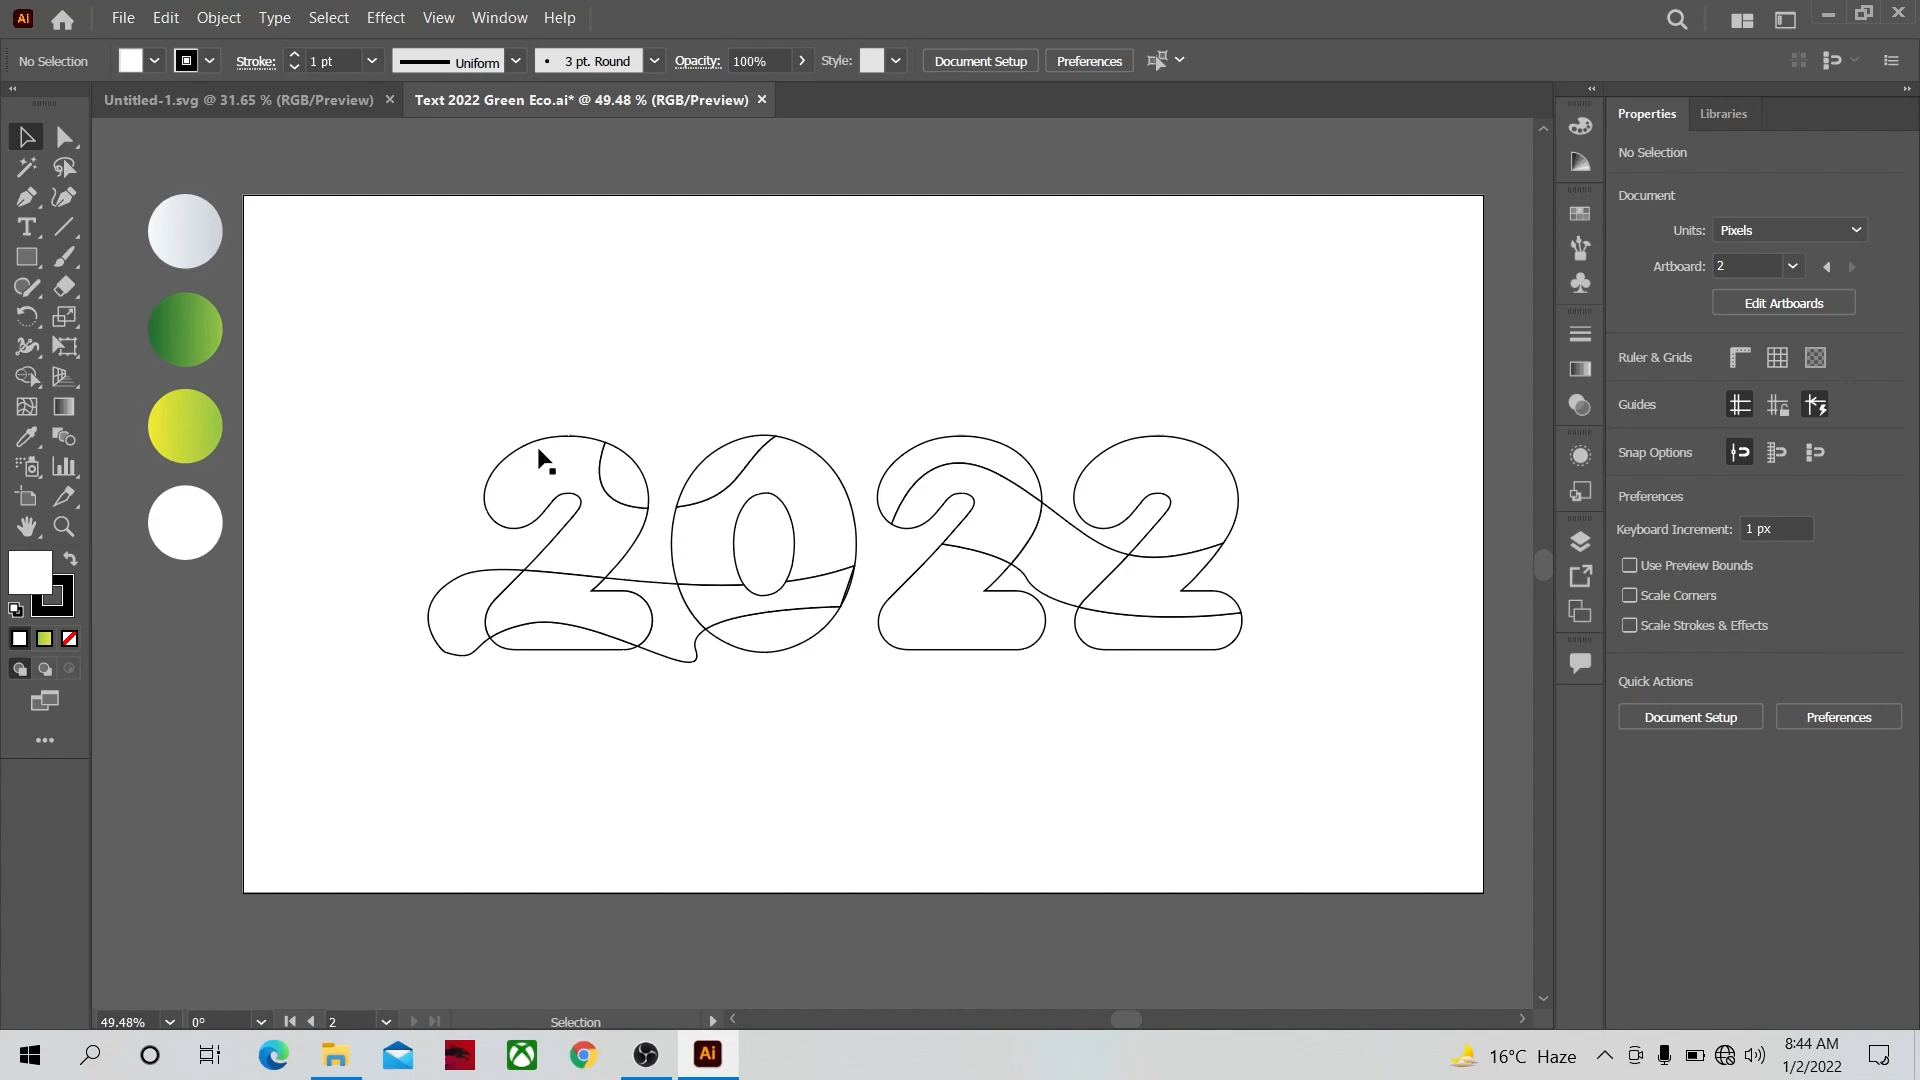 Ai File Edit Object Type Select Effect View Window Help
No Selection Stroke: 1 pt Uniform 3 pt. Round Opacity: 100% Style: Document Setup Preferences
Untitled-1.svg @ 31.65 % (RGB/Preview) Text 2022 Green Eco.ai* @ 49.48 % (RGB/Preview)
Properties Libraries
No Selection
Document
Units: Pixels
Artboard: 2
Edit Artboards
Ruler & Grids
Guides
Snap Options
Preferences
Keyboard Increment: 1 px
Use Preview Bounds
Scale Corners
Scale Strokes & Effects
Quick Actions
Document Setup Preferences
2022
49.48% 0° 2 Selection
Ai 16°C Haze 8:44 AM
1/2/2022